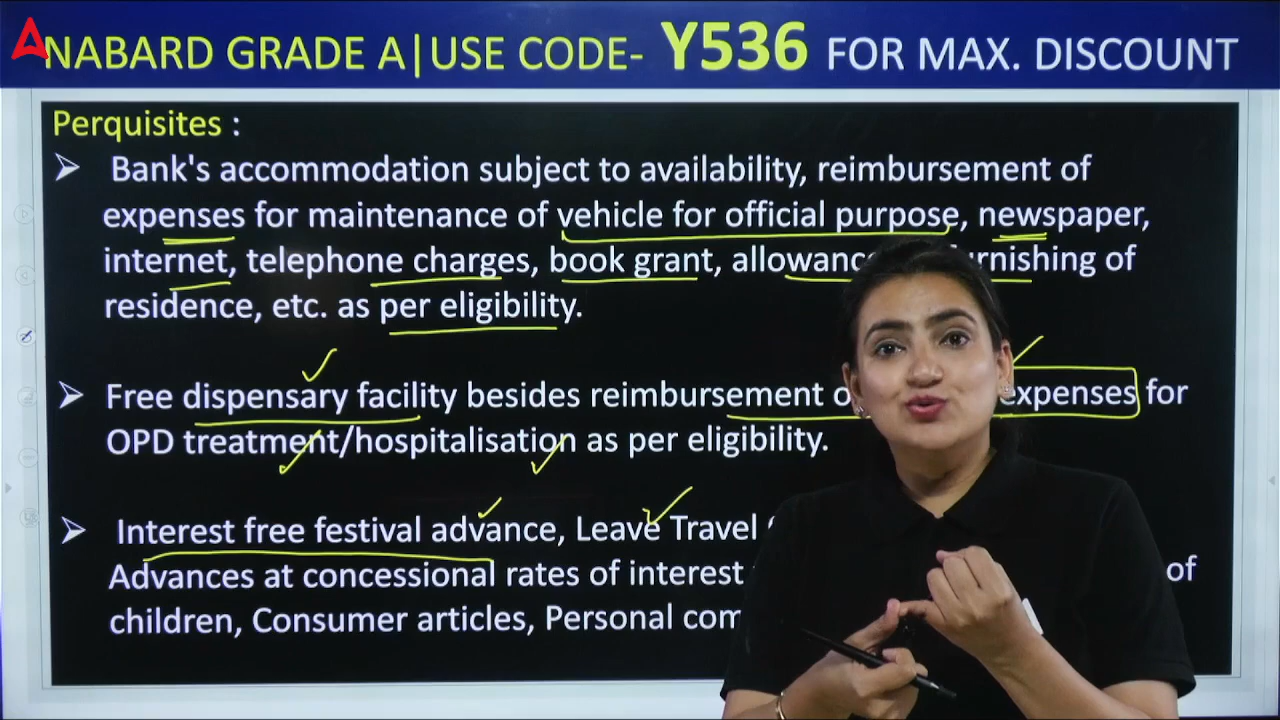 NABARD GRADE A|USE CODE- Y536 FOR MAX. DISCOUNT
Perquisites :
➢ Bank's accommodation subject to availability, reimbursement of
expenses for maintenance of vehicle for official purpose, newspaper,
internet, telephone charges, book grant, allowance furnishing of
residence, etc. as per eligibility.
➢ Free dispensary facility besides reimbursement expenses for
OPD treatment/hospitalisation as per eligibility.
➢ Interest free festival advance, Leave Travel
Advances at concessional rates of interest of
children, Consumer articles, Personal